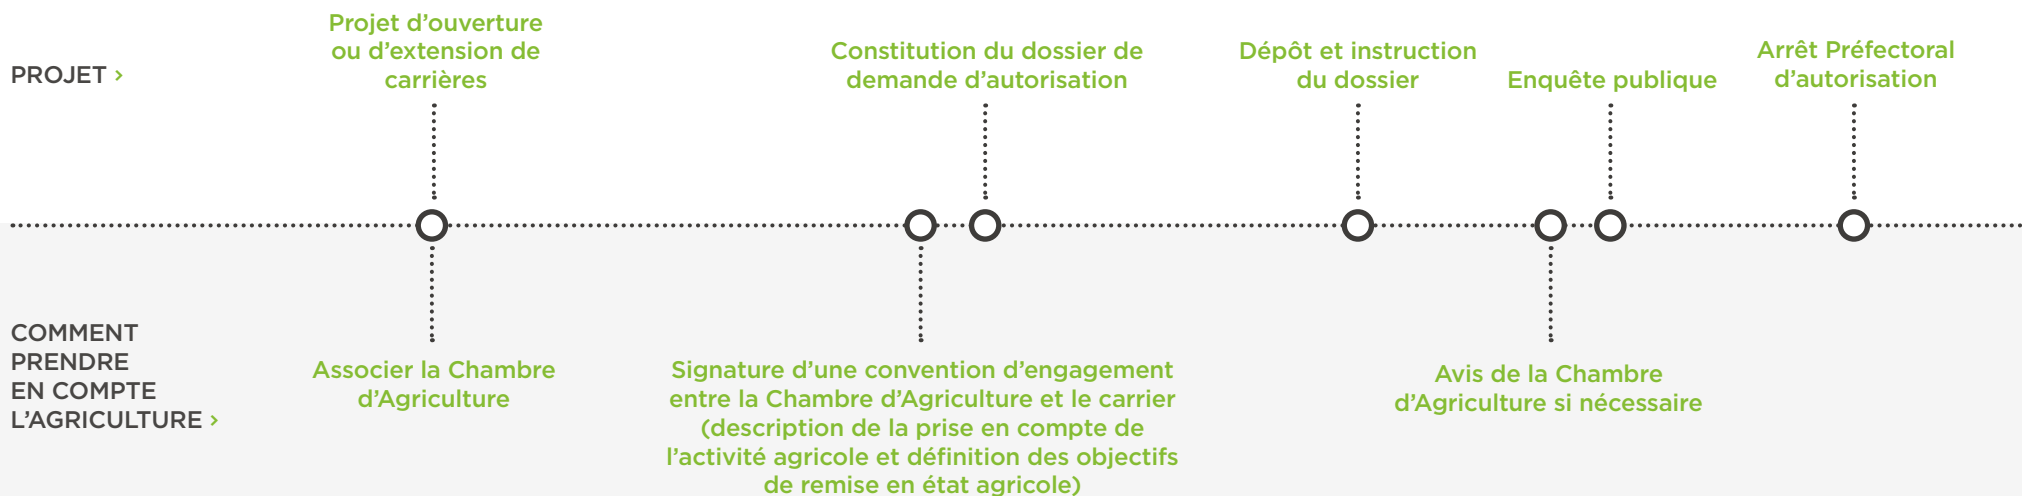 PROJET >
Projet d’ouverture
ou d’extension de
carrières
Constitution du dossier de
demande d’autorisation
Dépôt et instruction
du dossier
Enquête publique
Arrêt Préfectoral
d’autorisation
COMMENT
PRENDRE
EN COMPTE
L’AGRICULTURE >
Associer la Chambre
d’Agriculture
Signature d’une convention d’engagement
entre la Chambre d’Agriculture et le carrier
(description de la prise en compte de
l’activité agricole et définition des objectifs
de remise en état agricole)
Avis de la Chambre
d’Agriculture si nécessaire